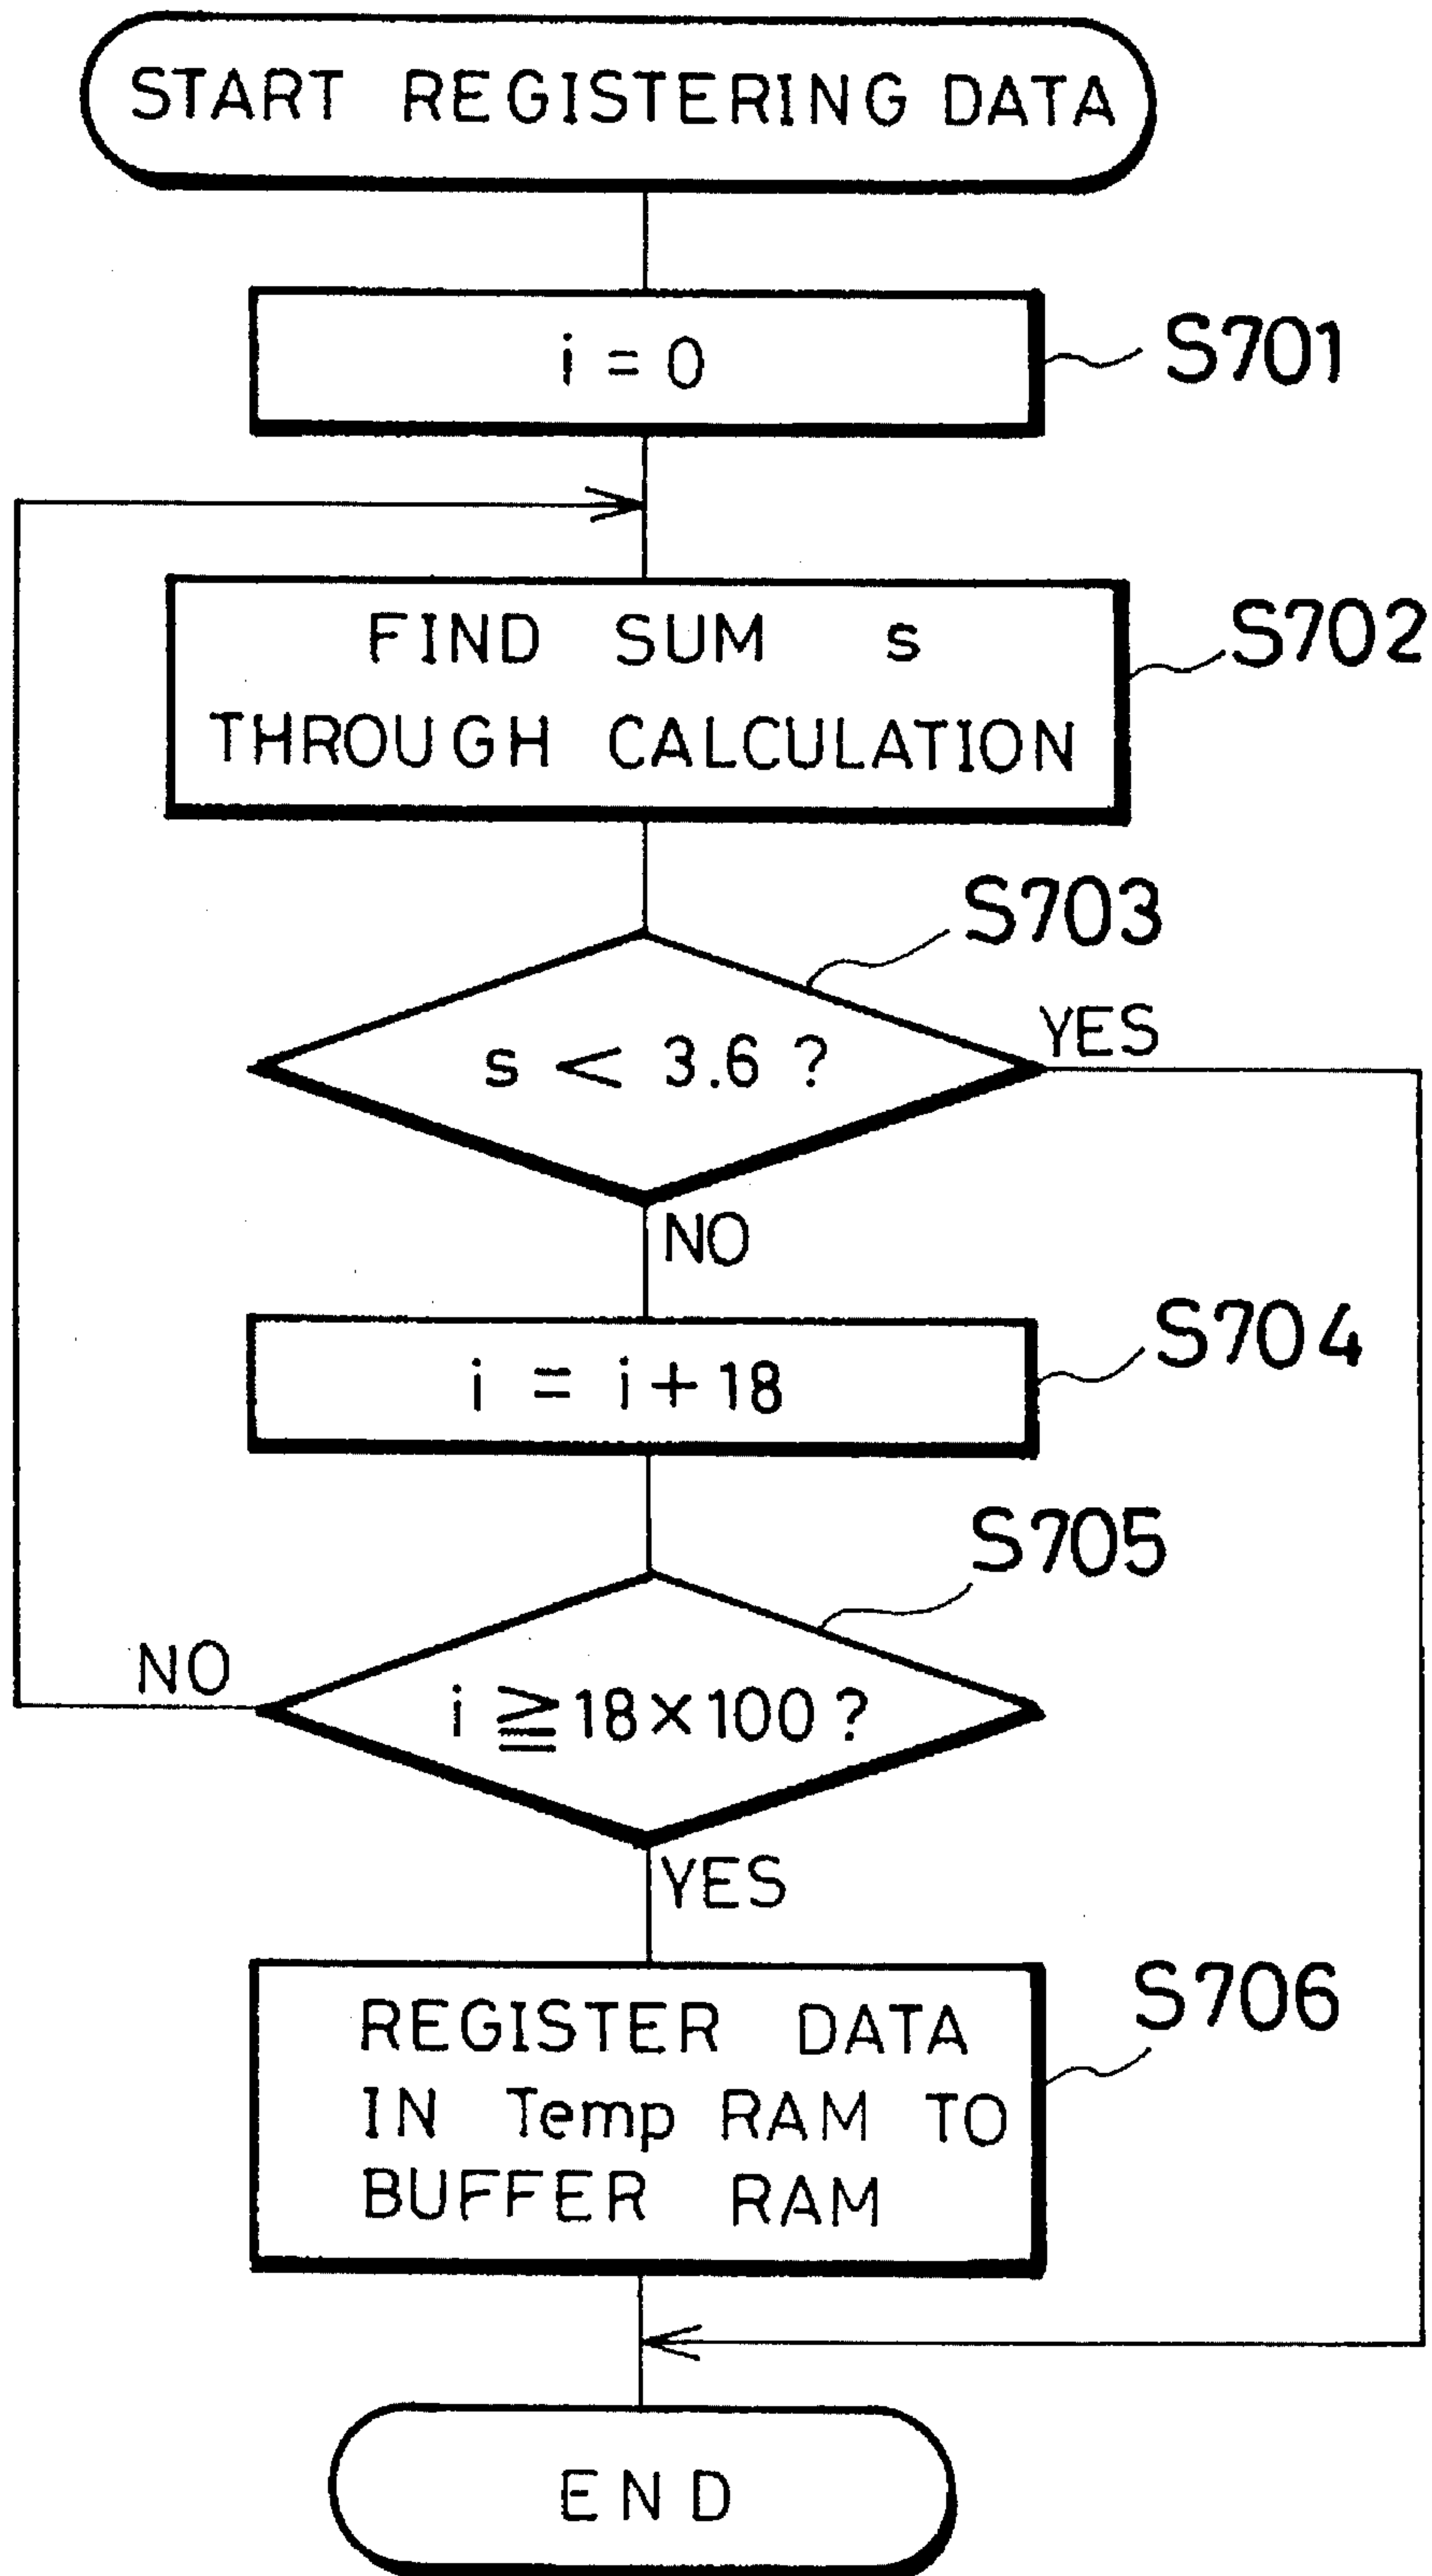 START REGISTERING DATA
i = 0
S701
FIND SUM s
THROUGH CALCULATION
S702
S703
s < 3.6 ?
YES
NO
i = i+18
S704
S705
NO
i ≧ 18×100 ?
YES
REGISTER DATA
IN Temp RAM TO
BUFFER RAM
S706
END